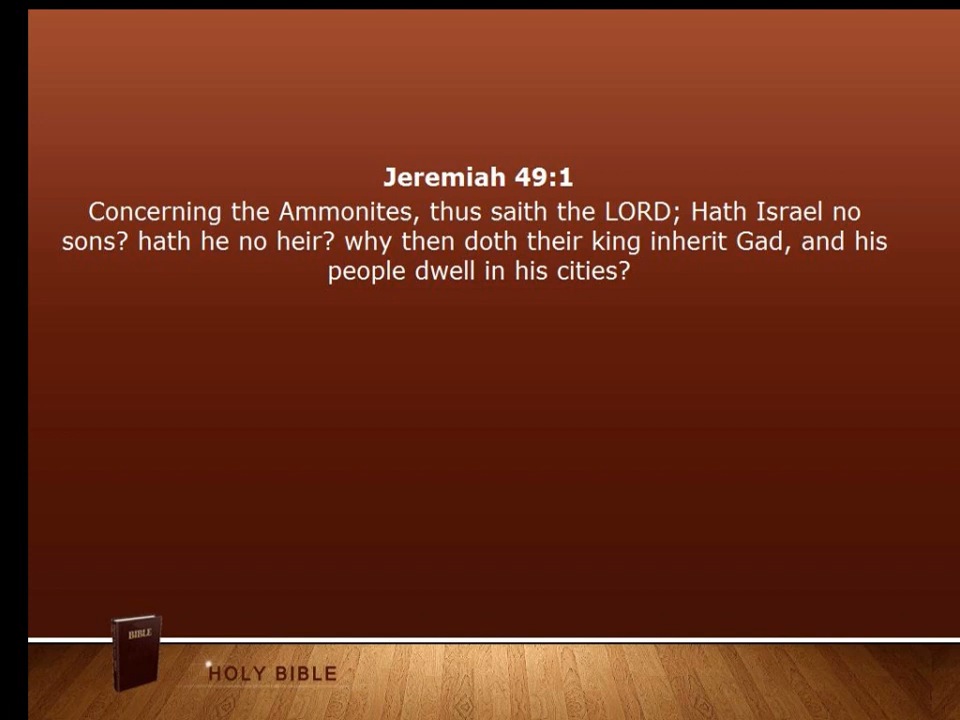 Jeremiah 49:1
Concerning the Ammonites, thus saith the LORD; Hath Israel no
sons? hath he no heir? why then doth their king inherit Gad, and his
people dwell in his cities?
BIBLE
HOLY BIBLE